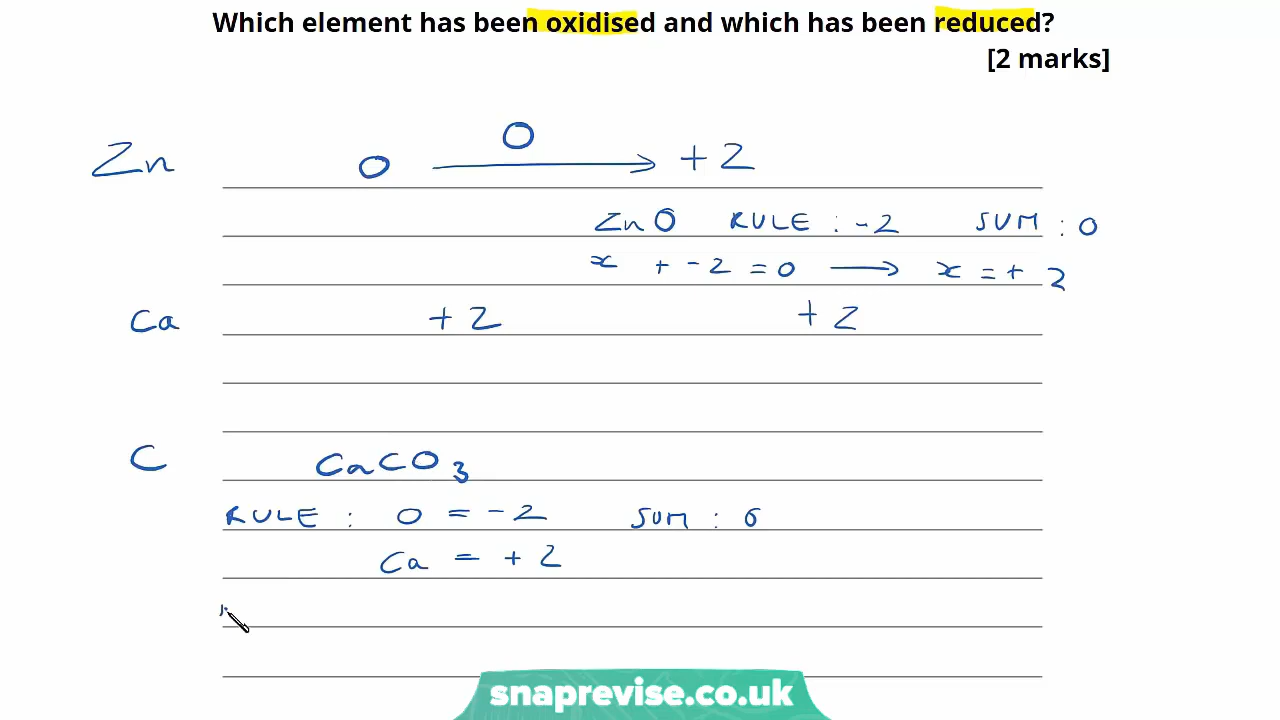 Which element has been oxidised and which has been reduced?
[2 marks]
O
Zn 0 → +2
ZnO RULE : -2 SUM : 0
x + -2 = 0 → x = + 2
Ca +2 +2
C CaCO3
RULE : O = -2 SUM : 0
Ca = + 2
snaprevise.co.uk